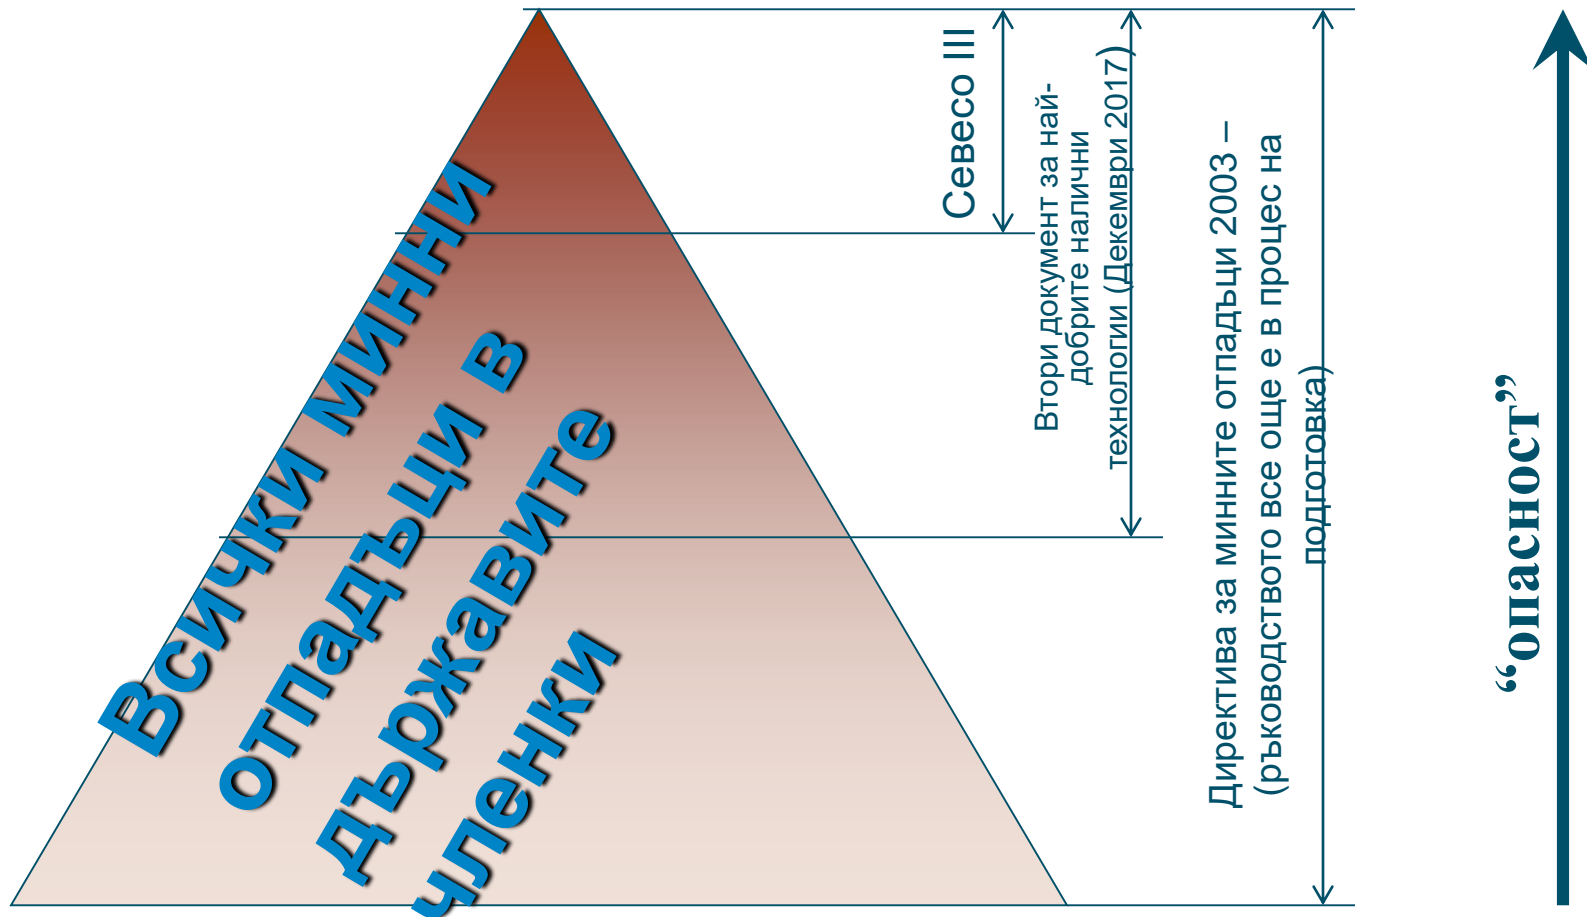 Всички минни
отпадъци в
държавите
членки
Севесо III
Втори документ за най-
добрите налични
технологии (Декември 2017)
Директива за минните отпадъци 2003 –
(ръководството все още е в процес на
подготовка)
“опасност”